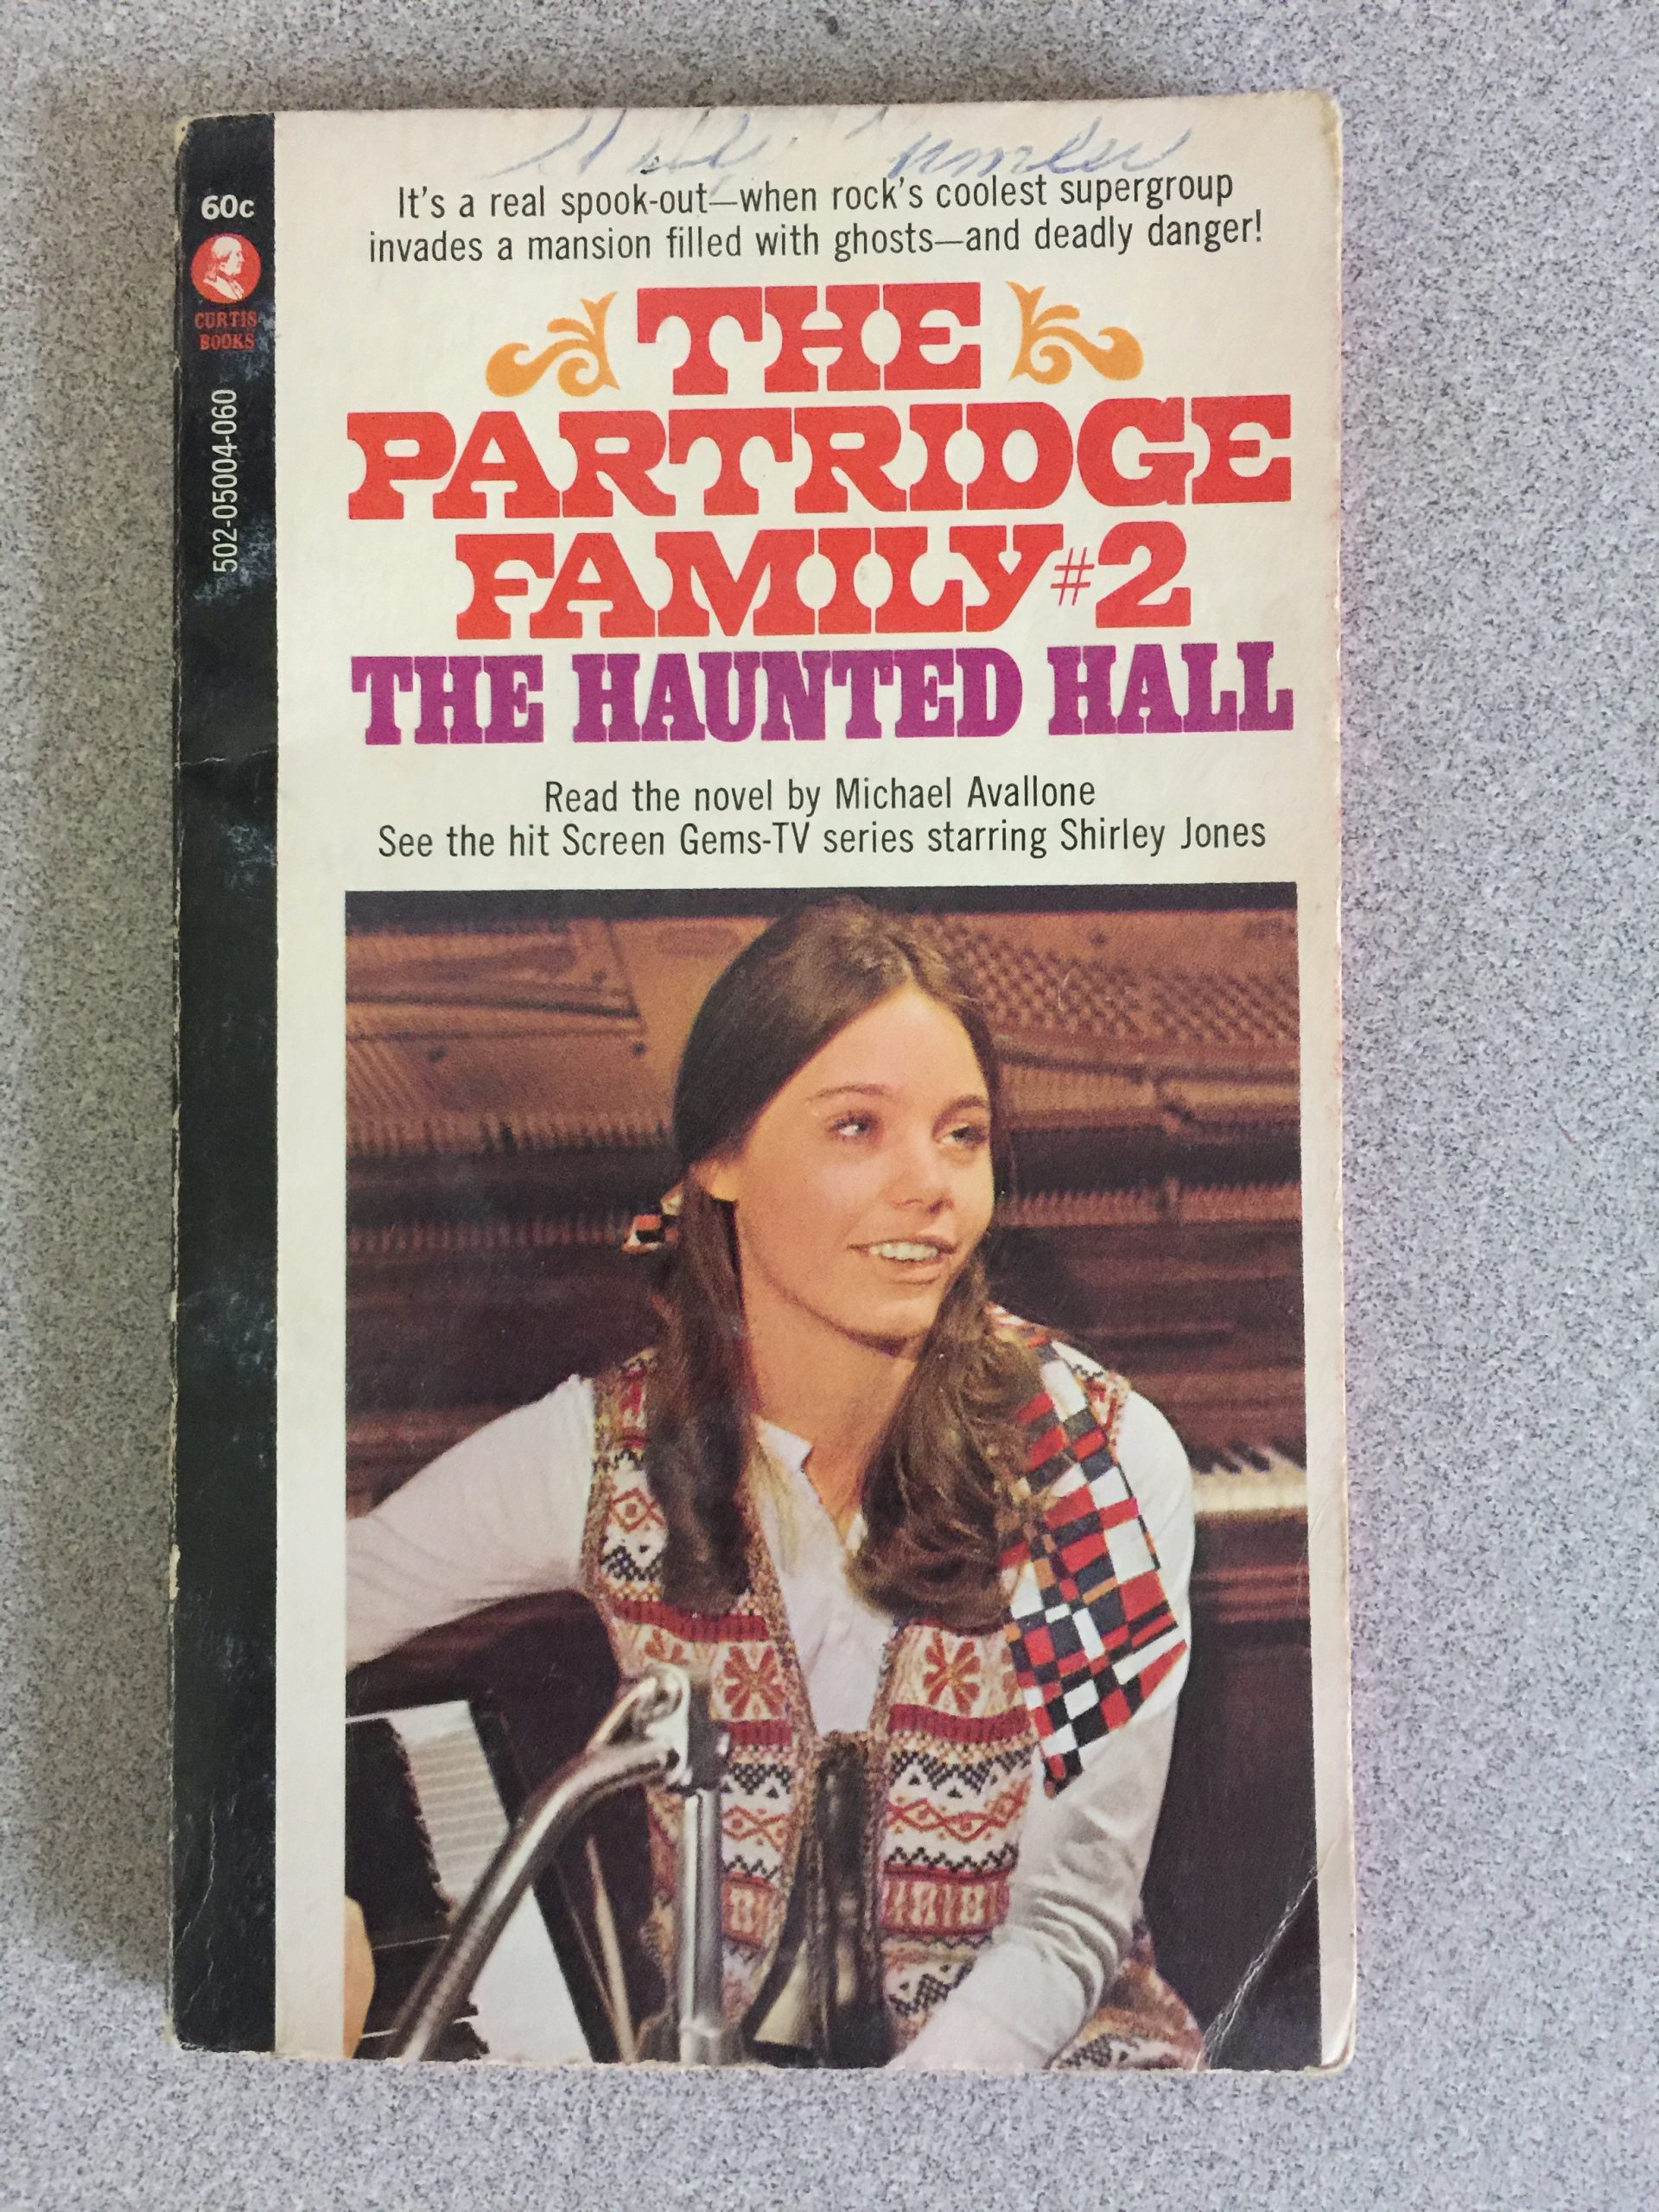 60c
CURTIS
BOOKS
502-05004-060
It's a real spook-out—when rock's coolest supergroup
invades a mansion filled with ghosts—and deadly danger!
THE
PARTRIDGE
FAMILY #2
THE HAUNTED HALL
Read the novel by Michael Avallone
See the hit Screen Gems-TV series starring Shirley Jones